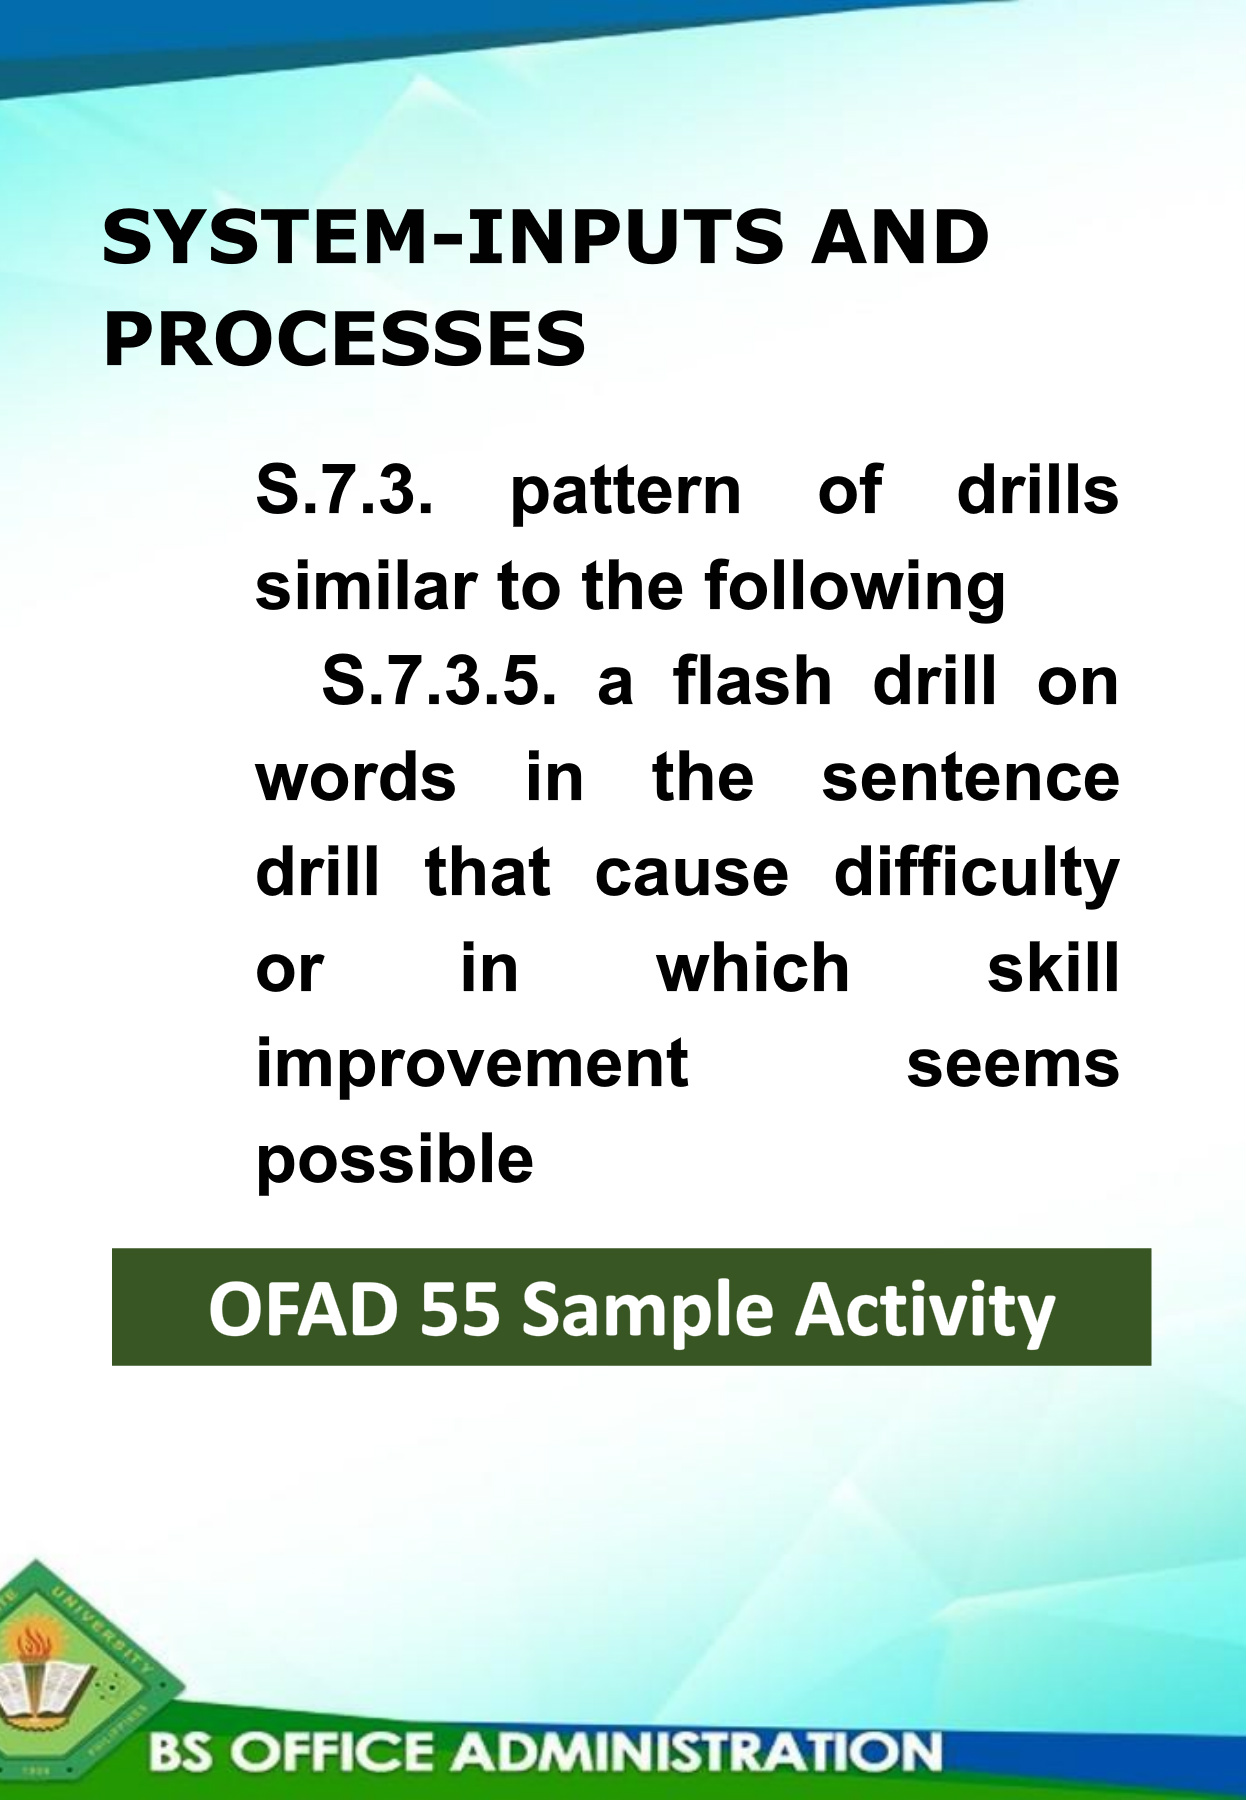 SYSTEM-INPUTS AND
PROCESSES
S.7.3. pattern of drills
similar to the following
S.7.3.5. a flash drill on
words in the sentence
drill that cause difficulty
or in which skill
improvement seems
possible
OFAD 55 Sample Activity
UNIVERSITY
PHILIPPINES
BS OFFICE ADMINISTRATION